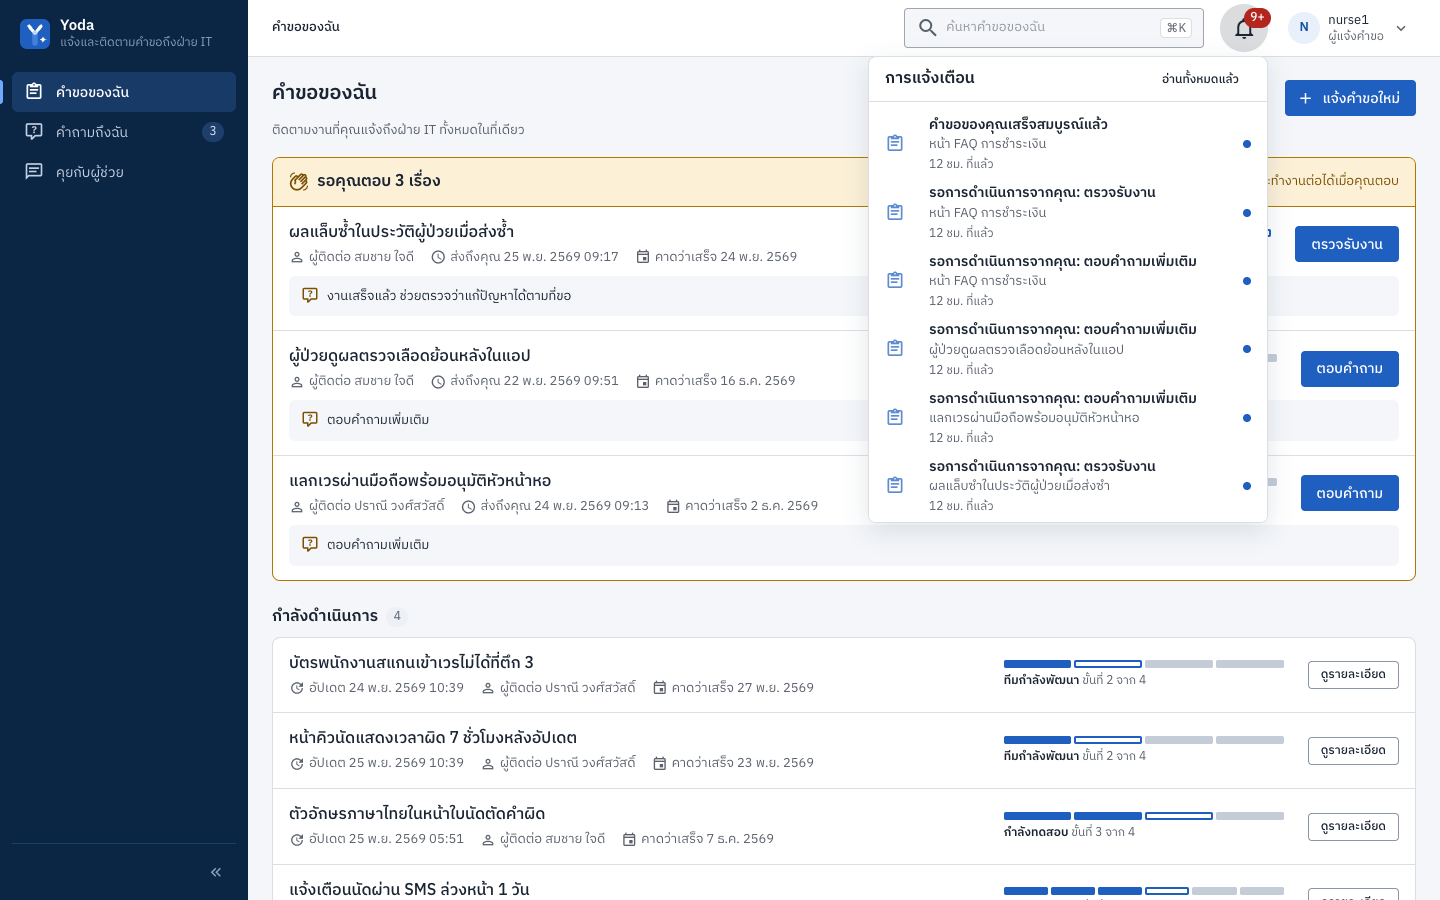 Yoda
แจ้งและติดตามคำขอถึงฝ่าย IT
คำขอของฉัน
คำถามถึงฉัน
3
คุยกับผู้ช่วย
คำขอของฉัน
ค้นหาคำขอของฉัน
⌘K
9+
N
nurse1
ผู้แจ้งคำขอ
คำขอของฉัน
ติดตามงานที่คุณแจ้งถึงฝ่าย IT ทั้งหมดในที่เดียว
แจ้งคำขอใหม่
การแจ้งเตือน
อ่านทั้งหมดแล้ว
คำขอของคุณเสร็จสมบูรณ์แล้ว
หน้า FAQ การชำระเงิน
12 ชม. ที่แล้ว
รอการดำเนินการจากคุณ: ตรวจรับงาน
หน้า FAQ การชำระเงิน
12 ชม. ที่แล้ว
รอการดำเนินการจากคุณ: ตอบคำถามเพิ่มเติม
หน้า FAQ การชำระเงิน
12 ชม. ที่แล้ว
รอการดำเนินการจากคุณ: ตอบคำถามเพิ่มเติม
ผู้ป่วยดูผลตรวจเลือดย้อนหลังในแอป
12 ชม. ที่แล้ว
รอการดำเนินการจากคุณ: ตอบคำถามเพิ่มเติม
แลกเวรผ่านมือถือพร้อมอนุมัติหัวหน้าหอ
12 ชม. ที่แล้ว
รอการดำเนินการจากคุณ: ตรวจรับงาน
ผลแล็บซ้ำในประวัติผู้ป่วยเมื่อส่งซ้ำ
12 ชม. ที่แล้ว
รอคุณตอบ 3 เรื่อง
ะทำงานต่อได้เมื่อคุณตอบ
ผลแล็บซ้ำในประวัติผู้ป่วยเมื่อส่งซ้ำ
ผู้ติดต่อ สมชาย ใจดี
ส่งถึงคุณ 25 พ.ย. 2569 09:17
คาดว่าเสร็จ 24 พ.ย. 2569
ตรวจรับงาน
งานเสร็จแล้ว ช่วยตรวจว่าแก้ปัญหาได้ตามที่ขอ
ผู้ป่วยดูผลตรวจเลือดย้อนหลังในแอป
ผู้ติดต่อ สมชาย ใจดี
ส่งถึงคุณ 22 พ.ย. 2569 09:51
คาดว่าเสร็จ 16 ธ.ค. 2569
ตอบคำถาม
ตอบคำถามเพิ่มเติม
แลกเวรผ่านมือถือพร้อมอนุมัติหัวหน้าหอ
ผู้ติดต่อ ปราณี วงศ์สวัสดิ์
ส่งถึงคุณ 24 พ.ย. 2569 09:13
คาดว่าเสร็จ 2 ธ.ค. 2569
ตอบคำถาม
ตอบคำถามเพิ่มเติม
กำลังดำเนินการ
4
บัตรพนักงานสแกนเข้าเวรไม่ได้ที่ตึก 3
อัปเดต 24 พ.ย. 2569 10:39
ผู้ติดต่อ ปราณี วงศ์สวัสดิ์
คาดว่าเสร็จ 27 พ.ย. 2569
ทีมกำลังพัฒนา ขั้นที่ 2 จาก 4
ดูรายละเอียด
หน้าคิวนัดแสดงเวลาผิด 7 ชั่วโมงหลังอัปเดต
อัปเดต 25 พ.ย. 2569 10:39
ผู้ติดต่อ ปราณี วงศ์สวัสดิ์
คาดว่าเสร็จ 23 พ.ย. 2569
ทีมกำลังพัฒนา ขั้นที่ 2 จาก 4
ดูรายละเอียด
ตัวอักษรภาษาไทยในหน้าใบนัดตัดคำผิด
อัปเดต 25 พ.ย. 2569 05:51
ผู้ติดต่อ สมชาย ใจดี
คาดว่าเสร็จ 7 ธ.ค. 2569
กำลังทดสอบ ขั้นที่ 3 จาก 4
ดูรายละเอียด
แจ้งเตือนนัดผ่าน SMS ล่วงหน้า 1 วัน